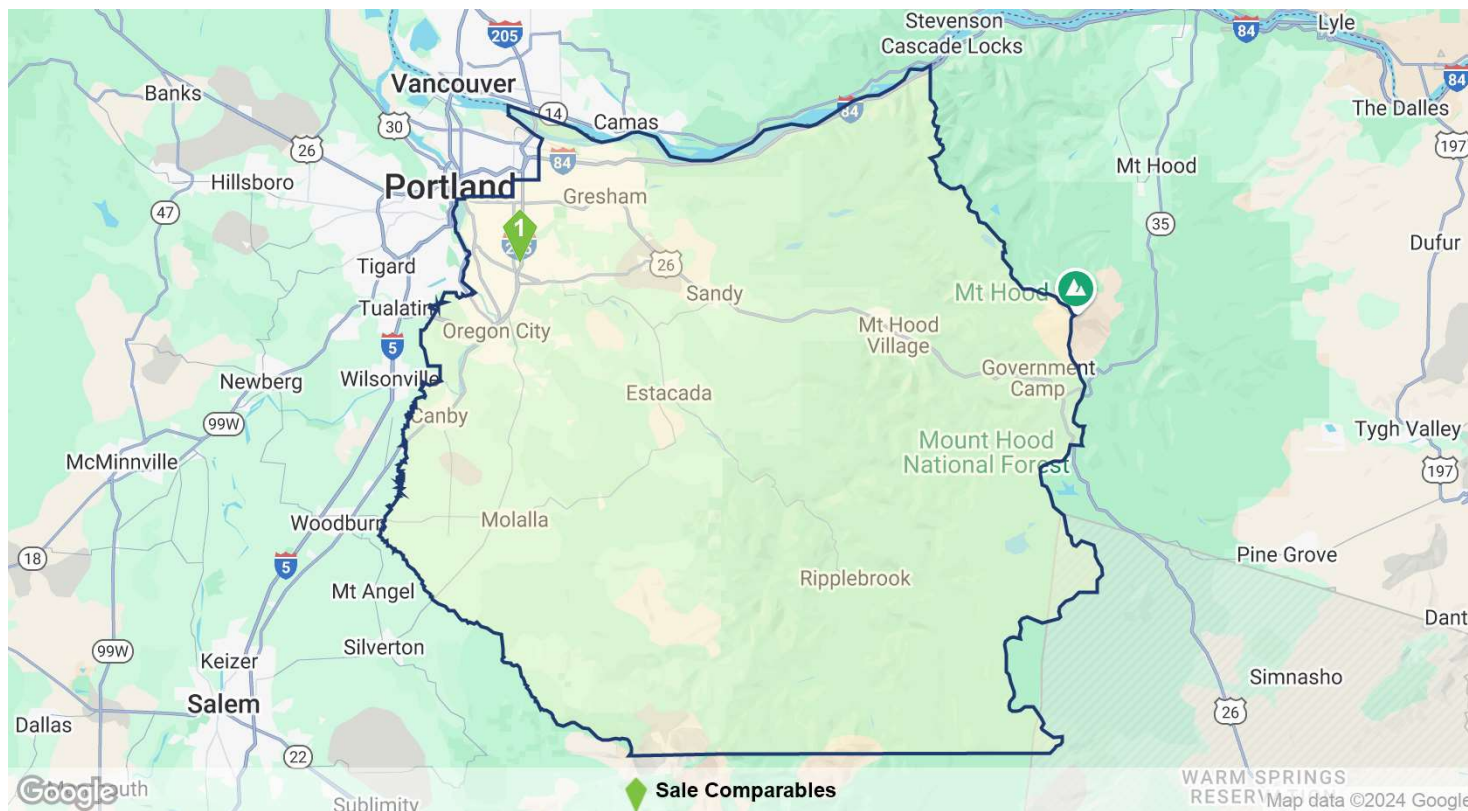 Stevenson
Cascade Locks
Lyle
84
205
Vancouver
Banks
14
Camas
84
84
The Dalles
30
26
84
197
Mt Hood
Hillsboro
Portland
Gresham
47
1
35
Dufur
Tigard
26
Sandy
Mt Hood
Tualatin
Oregon City
Mt Hood
Village
5
Government
Camp
Newberg
Wilsonville
Estacada
99W
Canby
Tygh Valley
Mount Hood
National Forest
McMinnville
197
Woodburn
Molalla
18
5
Pine Grove
Ripplebrook
Mt Angel
Dant
99W
Silverton
Keizer
Simnasho
Salem
26
Dallas
22
WARM SPRINGS
RESERVATION
Google
Sale Comparables
Sublimity
Map data ©2024 Google